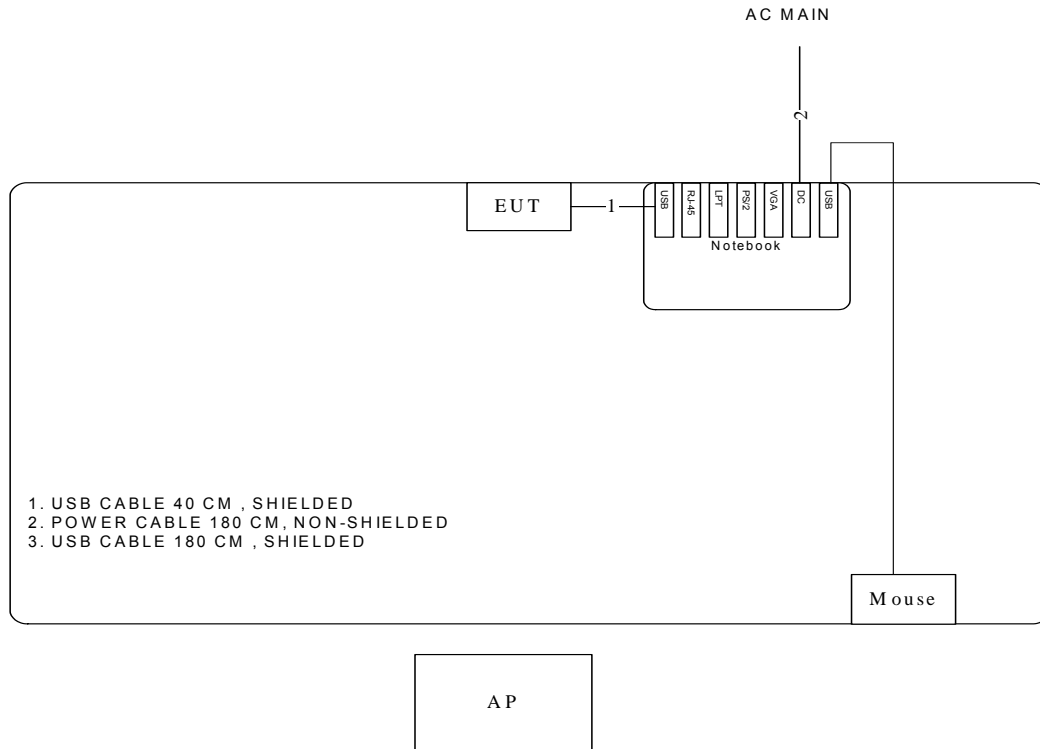 AC MAIN
2
EUT
1
USB
RJ-45
LPT
PS/2
VGA
DC
USB
Notebook
1. USB CABLE 40 CM , SHIELDED
2. POWER CABLE 180 CM, NON-SHIELDED
3. USB CABLE 180 CM , SHIELDED
Mouse
AP